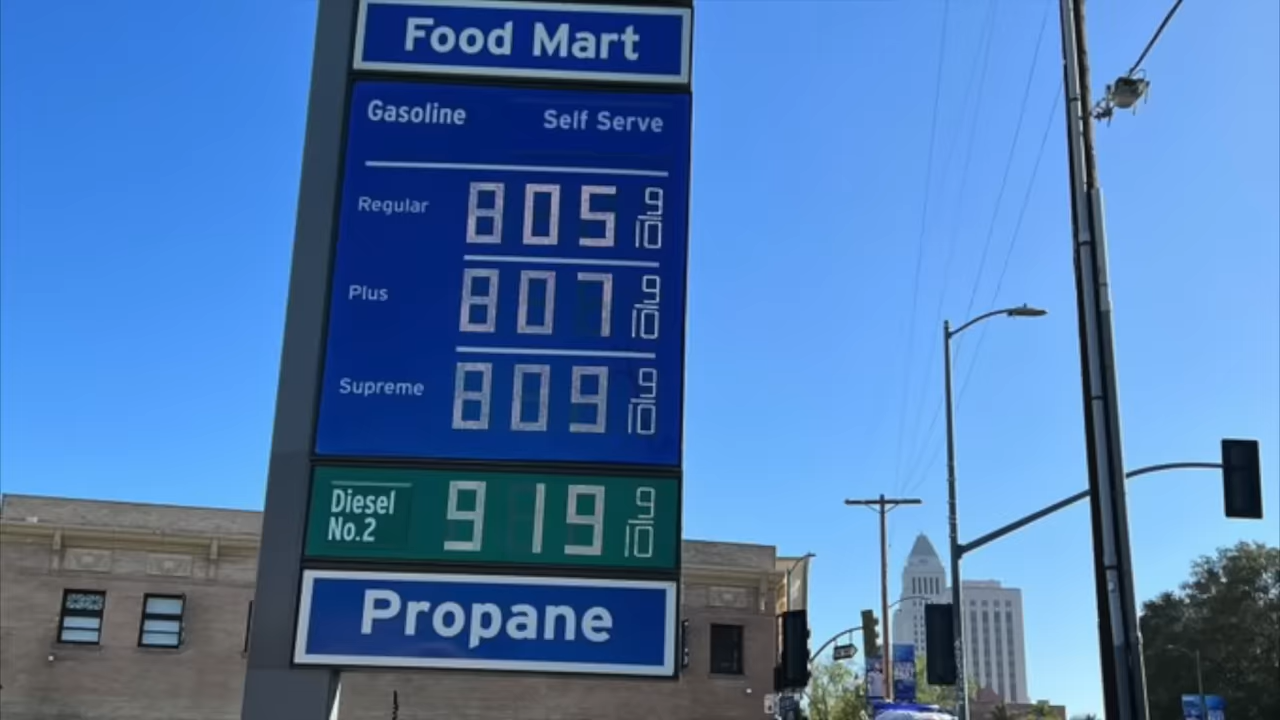 Food Mart
Gasoline Self Serve
Regular 805 9/10
Plus 807 9/10
Supreme 809 9/10
Diesel
No.2 919 9/10
Propane